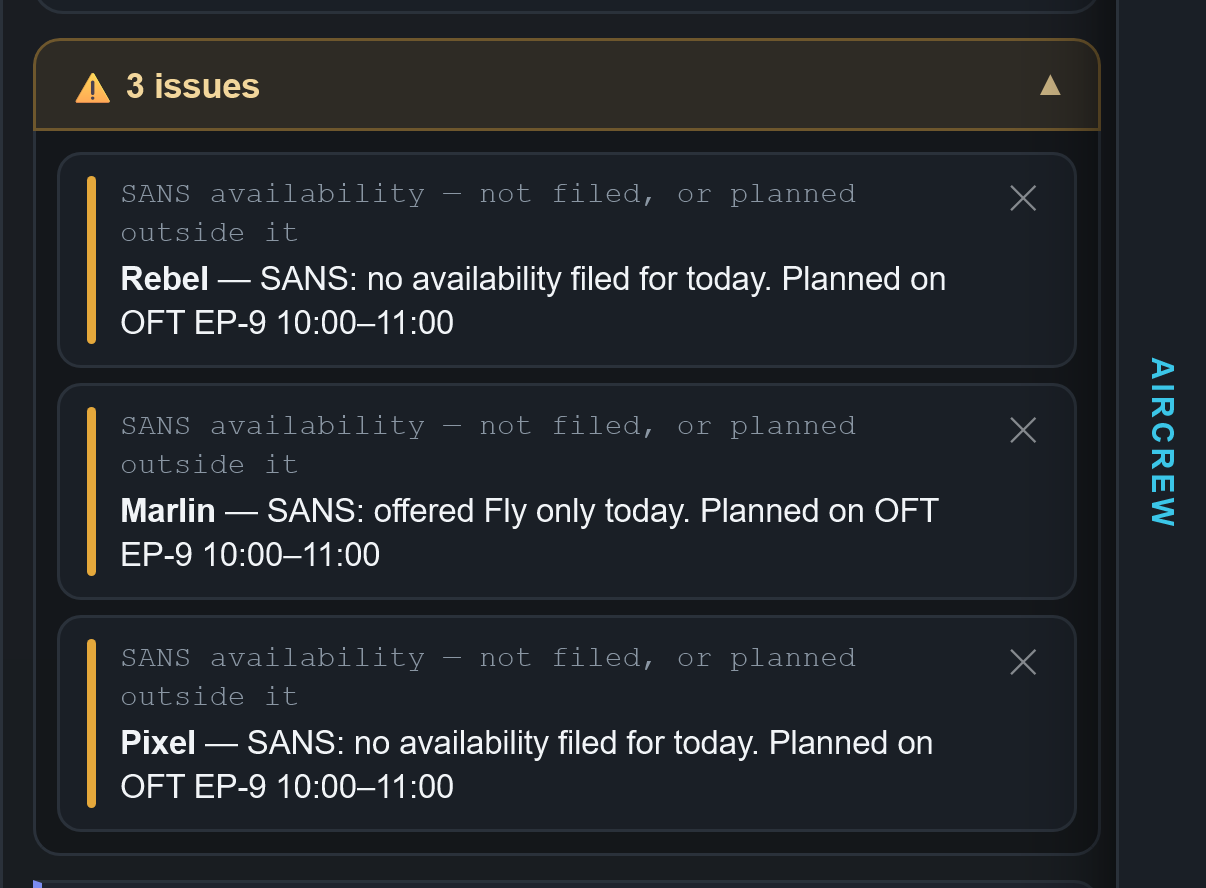 ⚠️ 3 issues ▲
SANS availability — not filed, or planned
outside it
Rebel — SANS: no availability filed for today. Planned on
OFT EP-9 10:00–11:00
SANS availability — not filed, or planned
outside it
Marlin — SANS: offered Fly only today. Planned on OFT
EP-9 10:00–11:00
SANS availability — not filed, or planned
outside it
Pixel — SANS: no availability filed for today. Planned on
OFT EP-9 10:00–11:00
AIRCREW